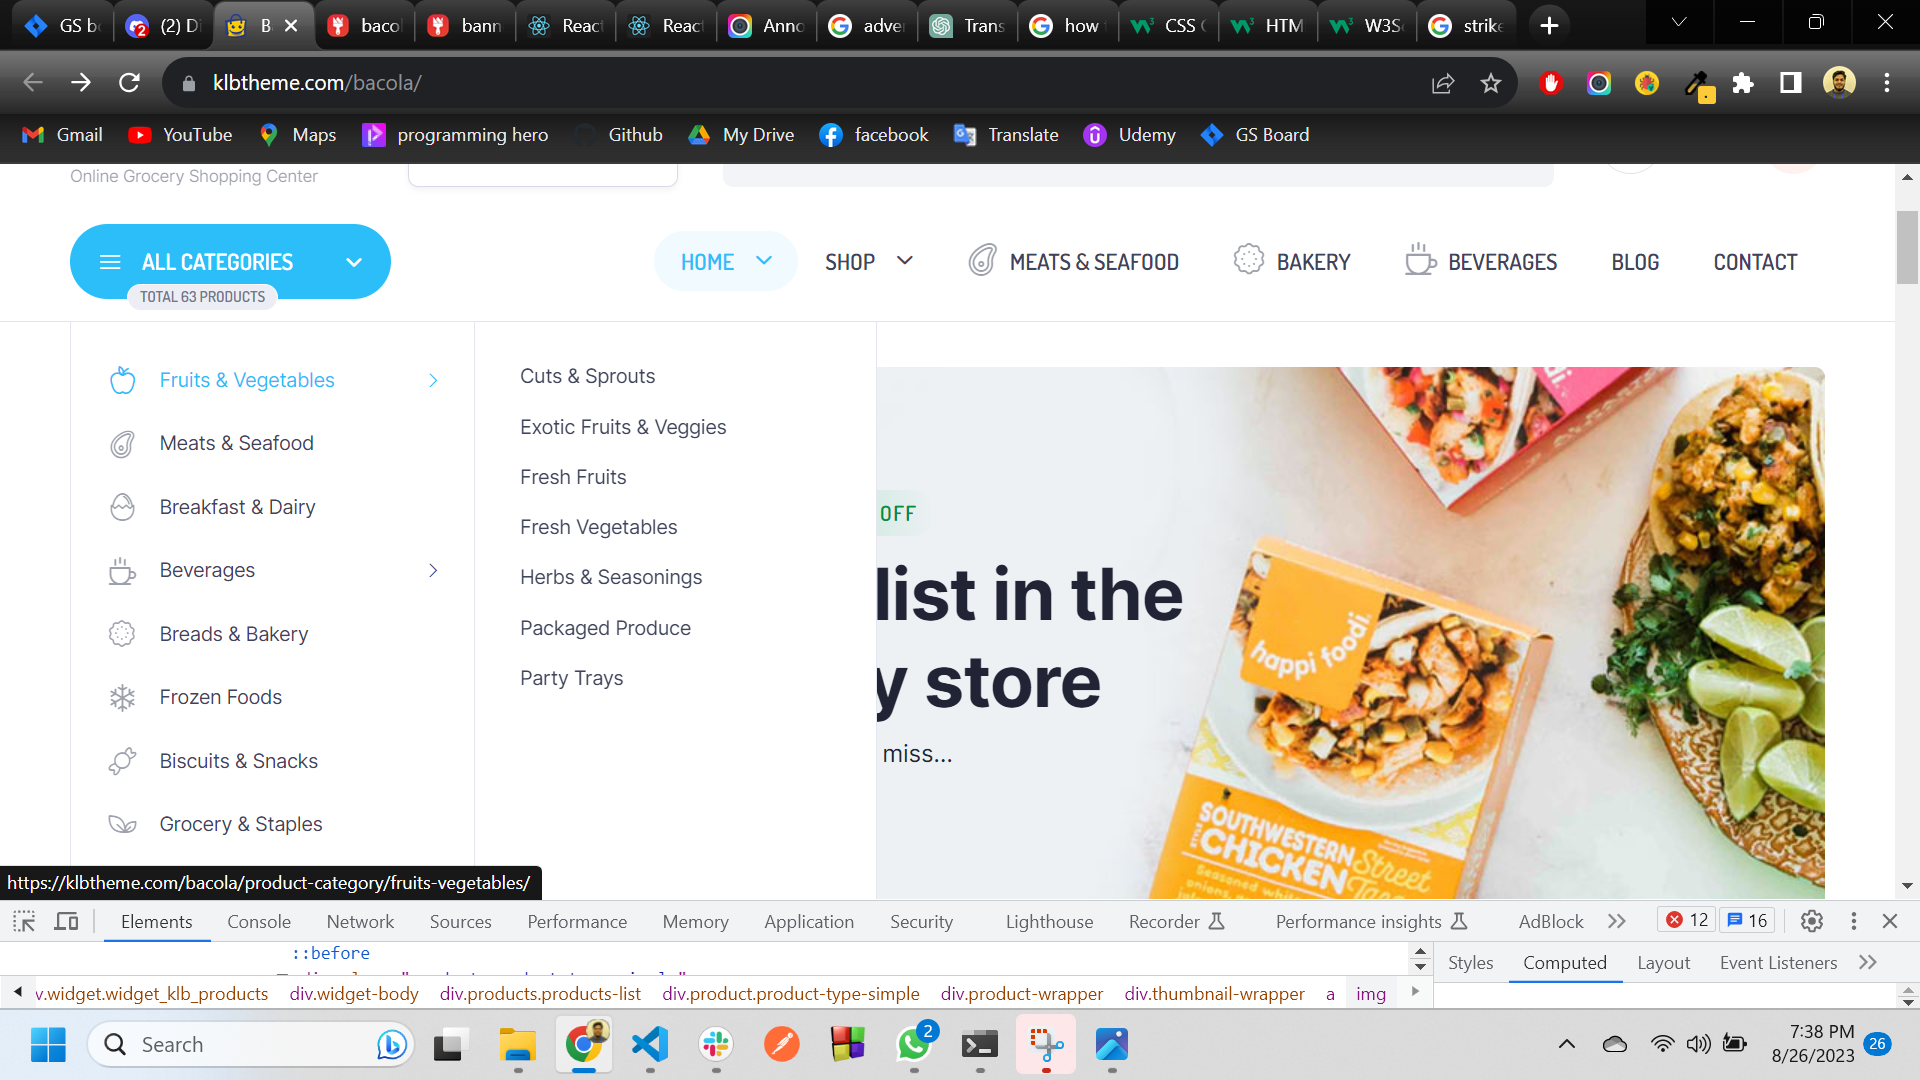 GS b
(2) D
B
bacol
bann
React
React
Anno
adve
Trans
how
CSS
HTM
W3S
strike
klbtheme.com/bacola/
Gmail
YouTube
Maps
programming hero
Github
My Drive
facebook
Translate
Udemy
GS Board
Online Grocery Shopping Center
ALL CATEGORIES
TOTAL 63 PRODUCTS
HOME
SHOP
MEATS & SEAFOOD
BAKERY
BEVERAGES
BLOG
CONTACT
Fruits & Vegetables
Meats & Seafood
Breakfast & Dairy
Beverages
Breads & Bakery
Frozen Foods
Biscuits & Snacks
Grocery & Staples
Cuts & Sprouts
Exotic Fruits & Veggies
Fresh Fruits
Fresh Vegetables
Herbs & Seasonings
Packaged Produce
Party Trays
OFF
list in the
y store
miss...
happi foodi.
SOUTHWESTERN
STYLE
CHICKEN
Street
https://klbtheme.com/bacola/product-category/fruits-vegetables/
Elements
Console
Network
Sources
Performance
Memory
Application
Security
Lighthouse
Recorder
Performance insights
AdBlock
12
16
::before
Styles
Computed
Layout
Event Listeners
v.widget.widget_klb_products
div.widget-body
div.products.products-list
div.product.product-type-simple
div.product-wrapper
div.thumbnail-wrapper
a
img
Search
2
7:38 PM
8/26/2023
26